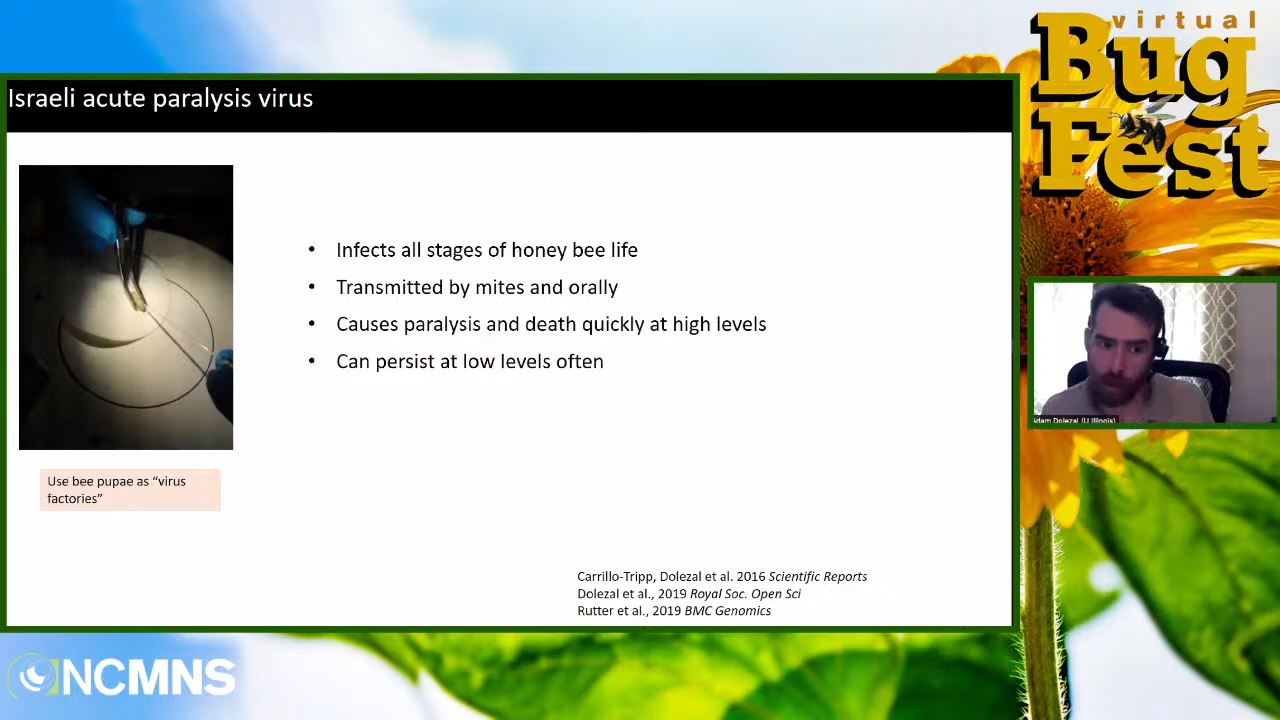 virtual
Bug
Fest
Israeli acute paralysis virus
• Infects all stages of honey bee life
• Transmitted by mites and orally
• Causes paralysis and death quickly at high levels
• Can persist at low levels often
Use bee pupae as “virus
factories”
Adam Dolezal (U Illinois)
Carrillo-Tripp, Dolezal et al. 2016 Scientific Reports
Dolezal et al., 2019 Royal Soc. Open Sci
Rutter et al., 2019 BMC Genomics
NCMNS